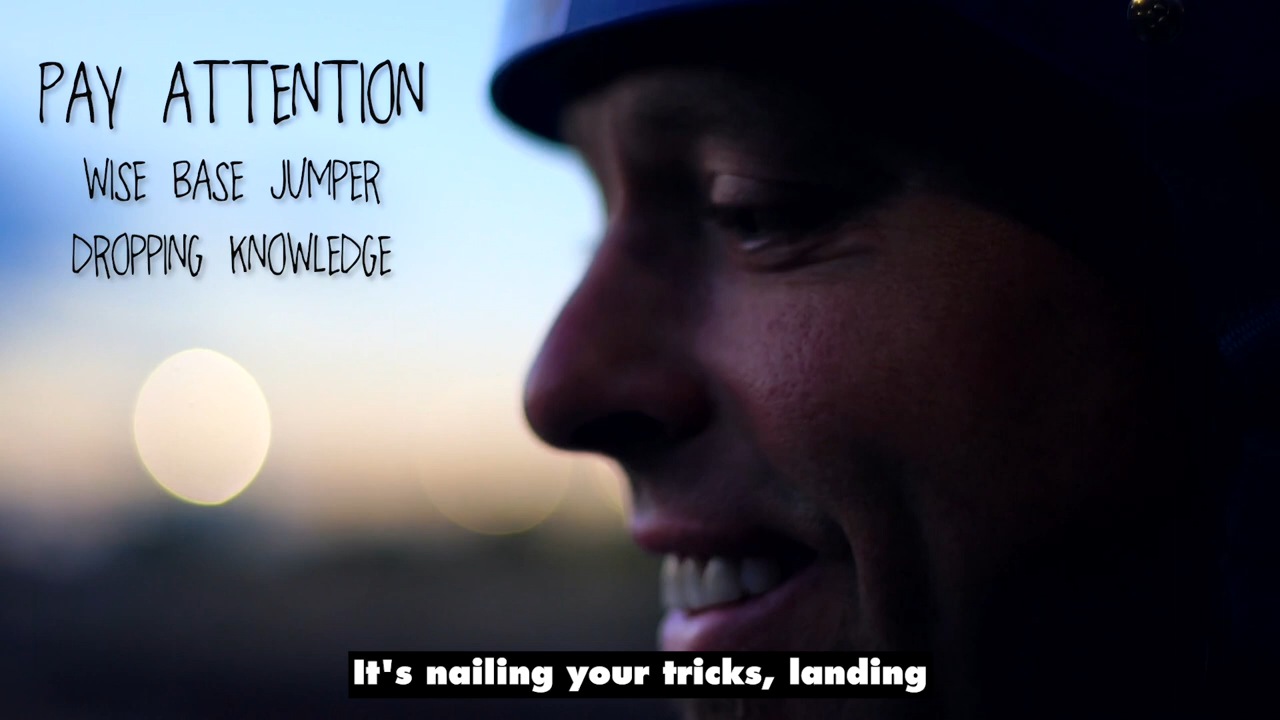 PAY ATTENTION
WISE BASE JUMPER
DROPPING KNOWLEDGE
It's nailing your tricks, landing